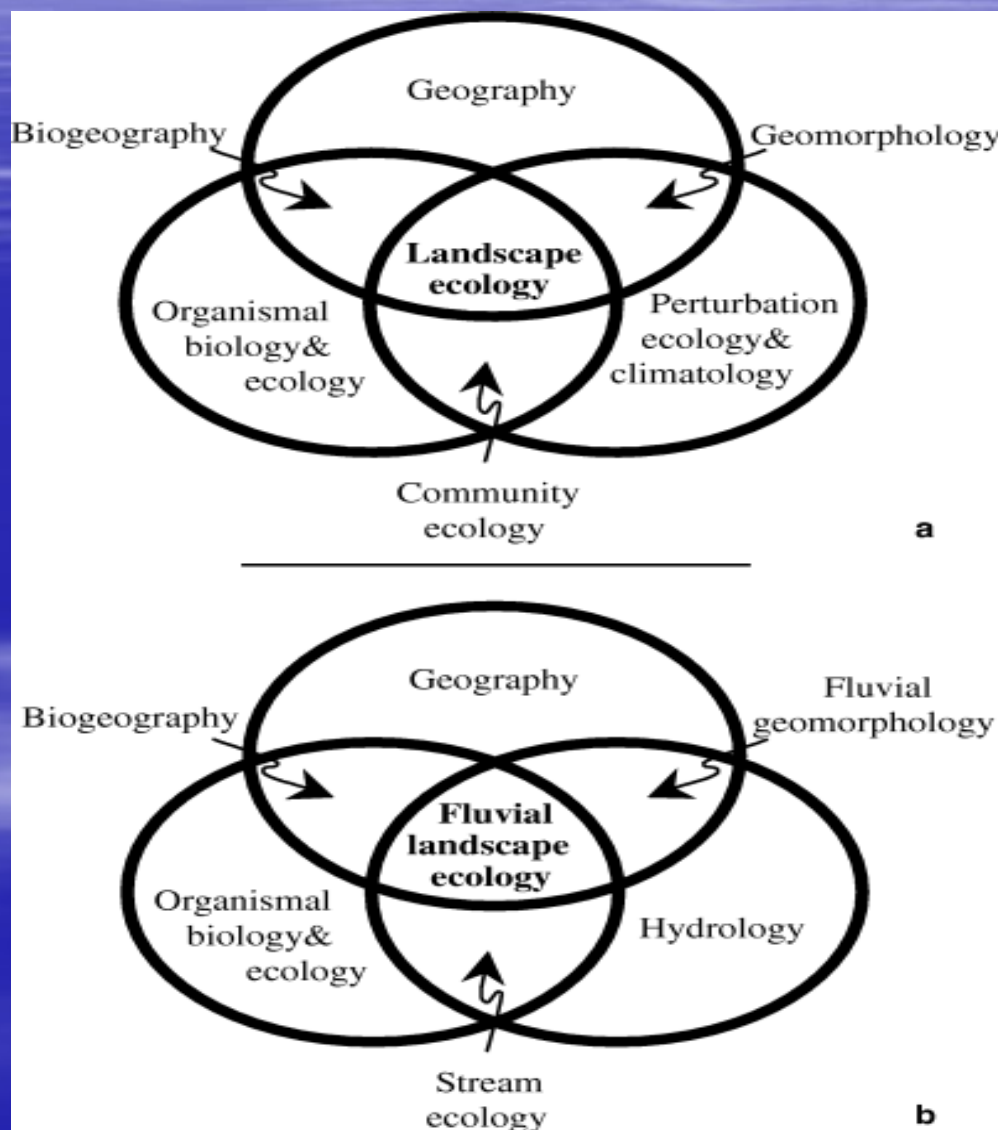 Geography
Biogeography
Geomorphology
Landscape
ecology
Organismal
biology&
ecology
Perturbation
ecology&
climatology
Community
ecology
a
Geography
Biogeography
Fluvial
geomorphology
Fluvial
landscape
ecology
Organismal
biology&
ecology
Hydrology
Stream
ecology
b